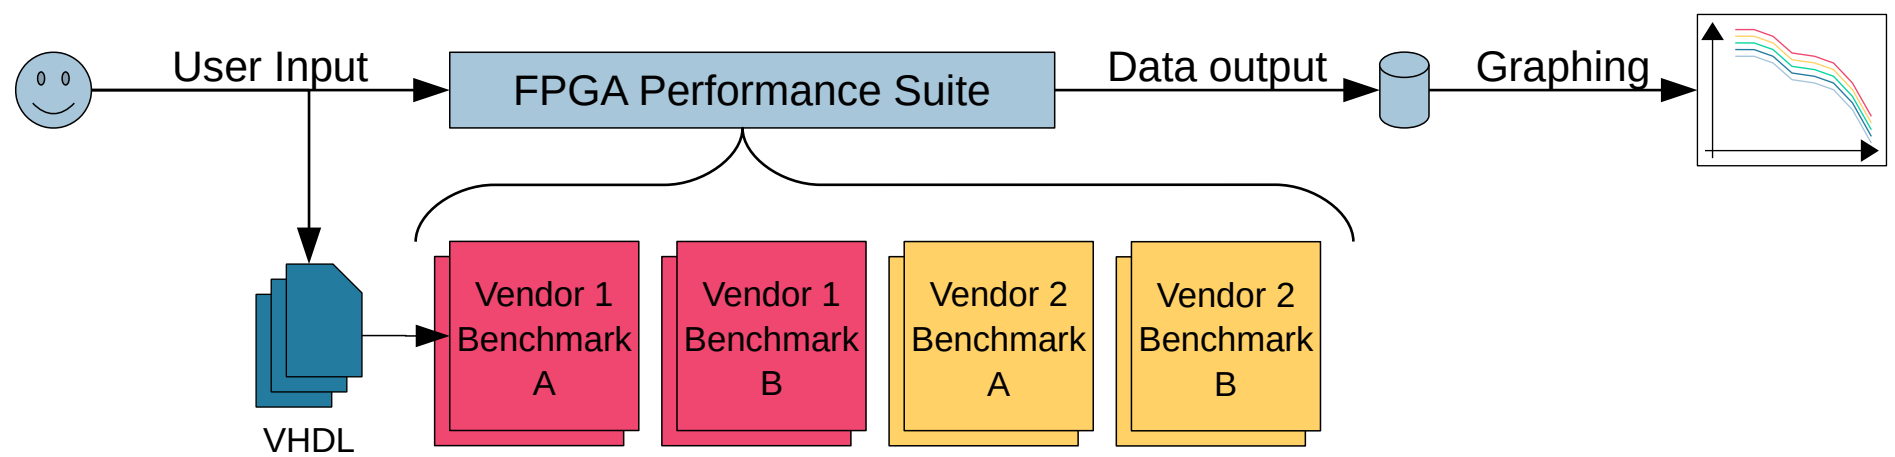 User Input
FPGA Performance Suite
Data output
Graphing
Vendor 1
Benchmark
A
Vendor 1
Benchmark
B
Vendor 2
Benchmark
A
Vendor 2
Benchmark
B
VHDL